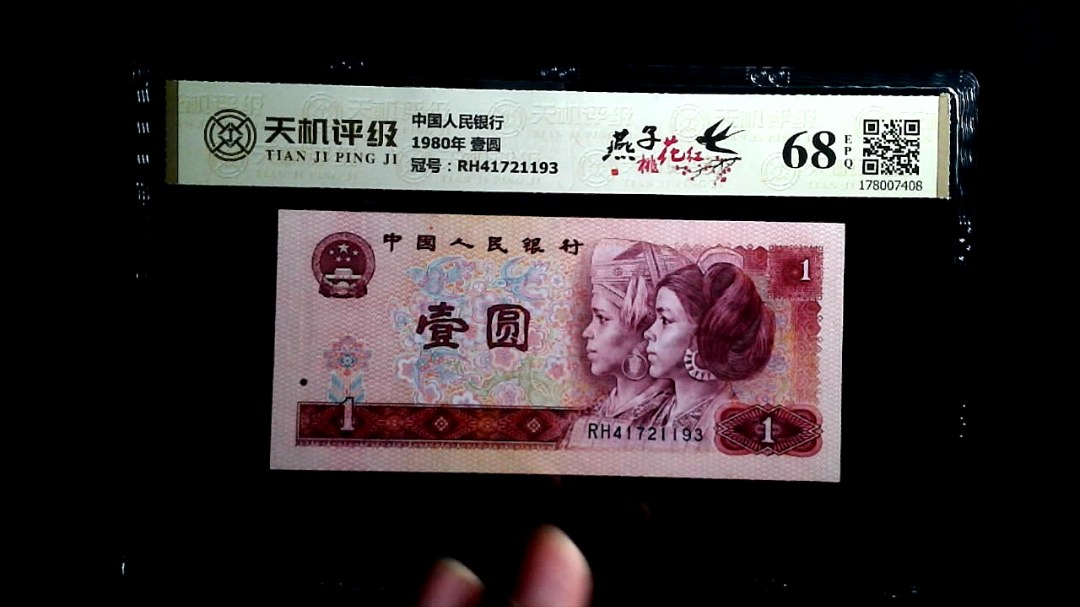 天机评级
TIAN JI PING JI
中国人民银行
1980年 壹圆
冠号：RH41721193
燕子
桃花红
68
EPQ
178007408
中国人民银行
1
壹圆
1
RH41721193
1